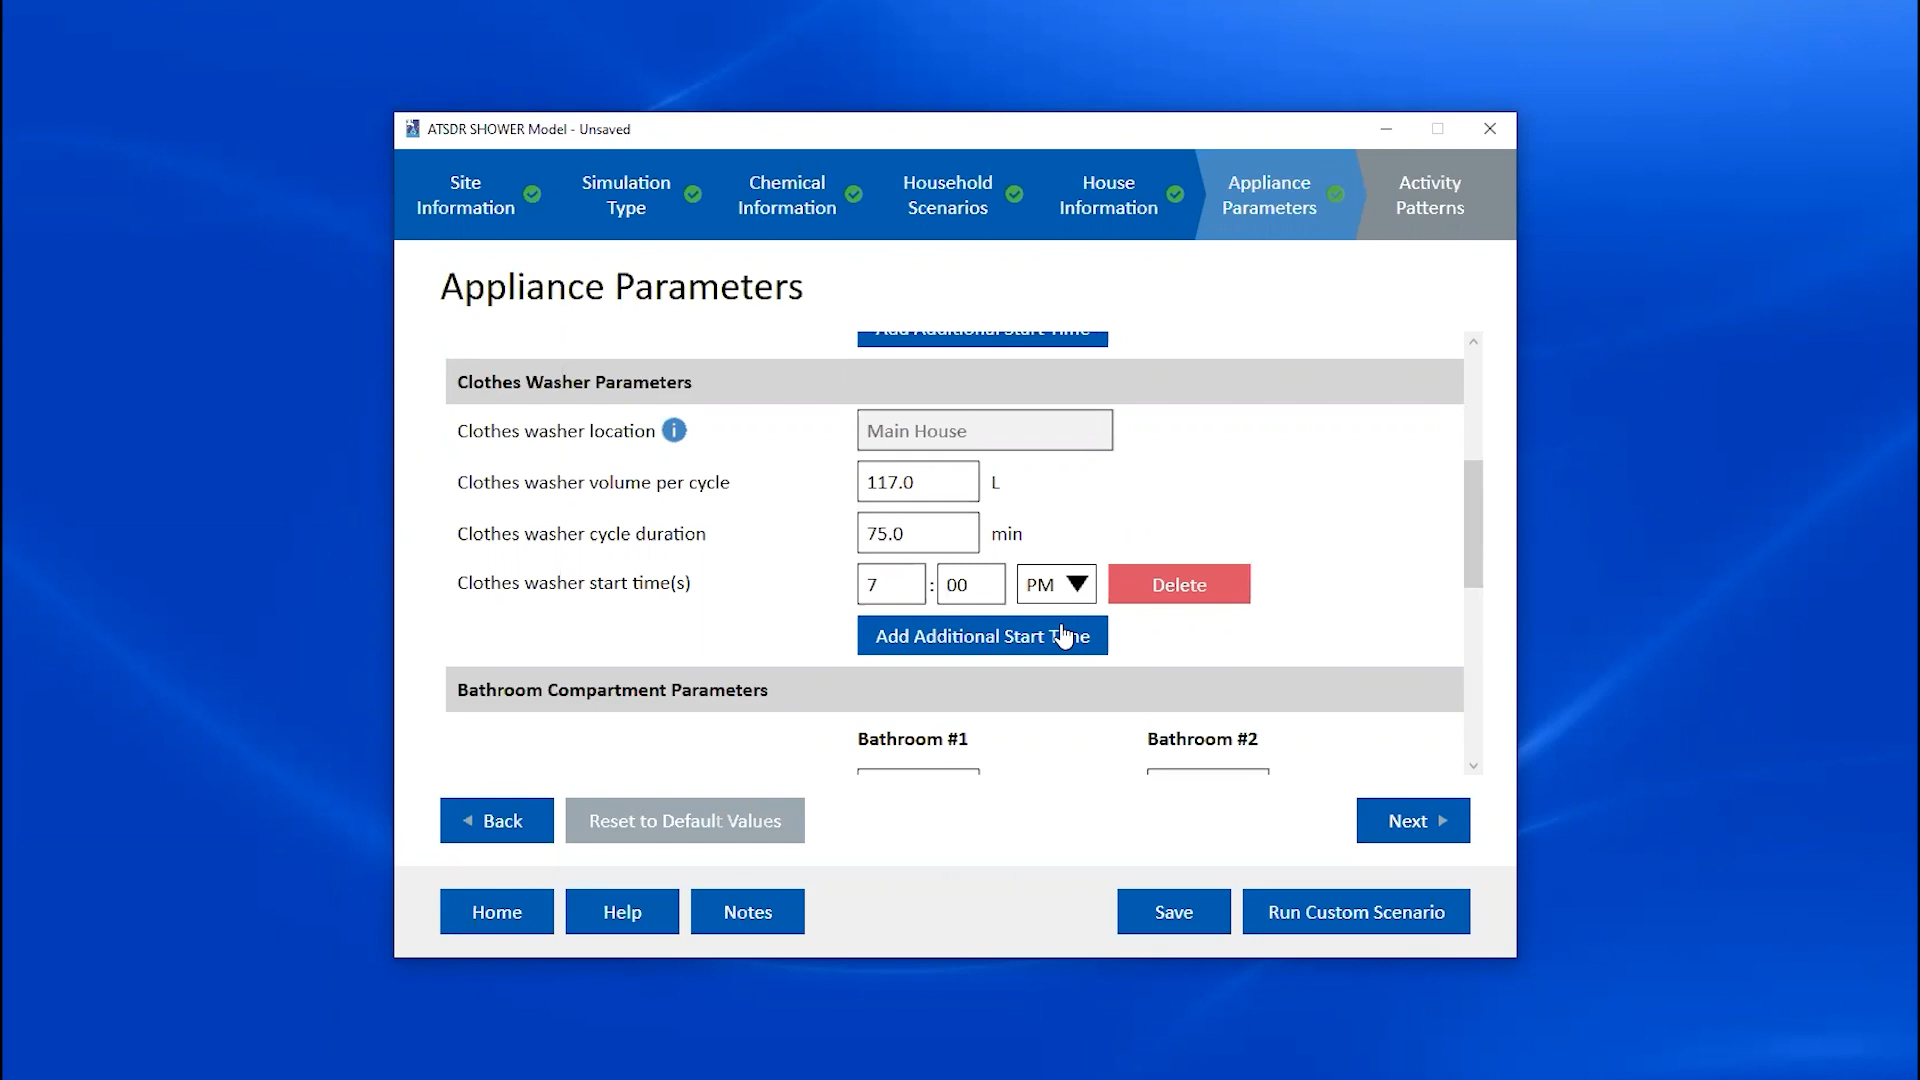 ATSDR SHOWER Model - Unsaved
Site Information
Simulation Type
Chemical Information
Household Scenarios
House Information
Appliance Parameters
Activity Patterns
Appliance Parameters
Add Additional Start Time
Clothes Washer Parameters
Clothes washer location i
Main House
Clothes washer volume per cycle
117.0 L
Clothes washer cycle duration
75.0 min
Clothes washer start time(s)
7 : 00 PM Delete
Add Additional Start
Bathroom Compartment Parameters
Bathroom #1 Bathroom #2
Back Reset to Default Values Next
Home Help Notes Save Run Custom Scenario